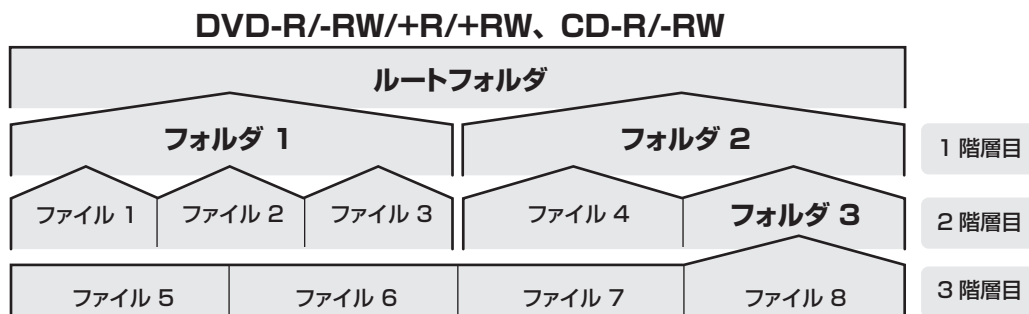 DVD-R/-RW/+R/+RW、CD-R/-RW
ルートフォルダ
フォルダ 1
フォルダ 2
1 階層目
ファイル 1
ファイル 2
ファイル 3
ファイル 4
フォルダ 3
2 階層目
ファイル 5
ファイル 6
ファイル 7
ファイル 8
3 階層目